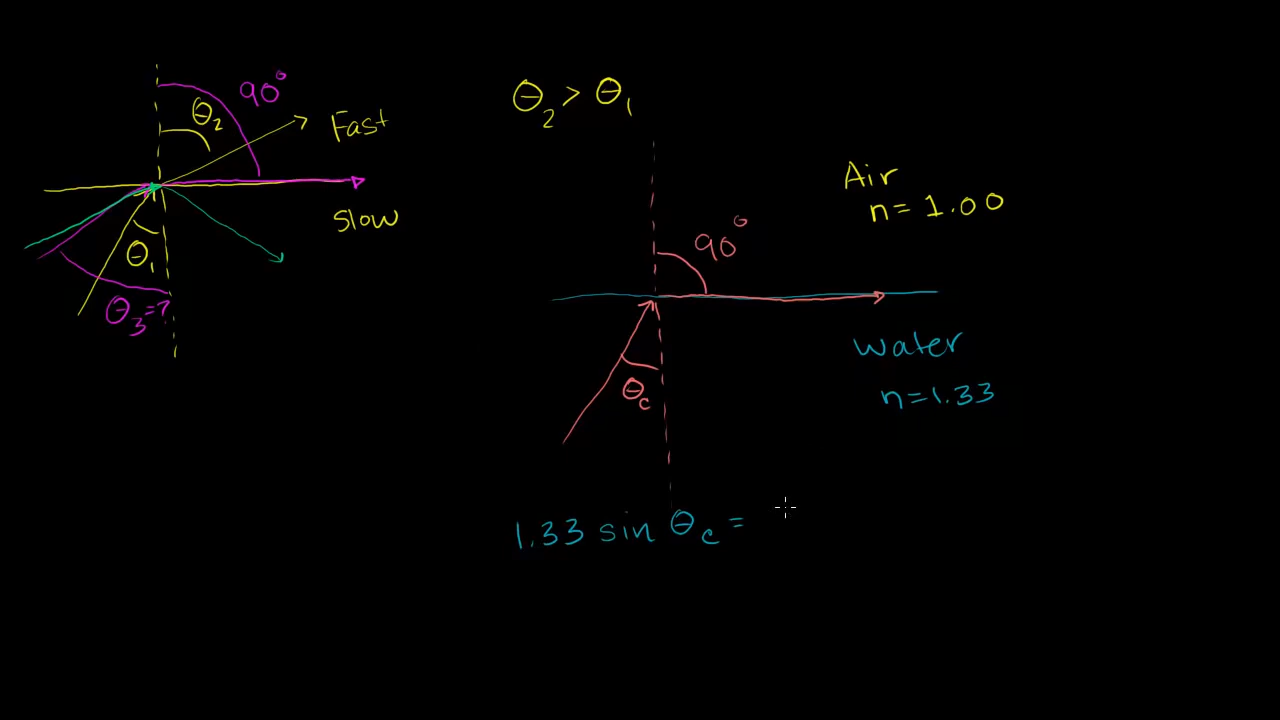 90°
θ₂
Fast
Slow
θ₁
θ₃=?
θ₂ > θ₁
Air
n = 1.00
90°
Water
n=1.33
θc
1.33 sin θc =